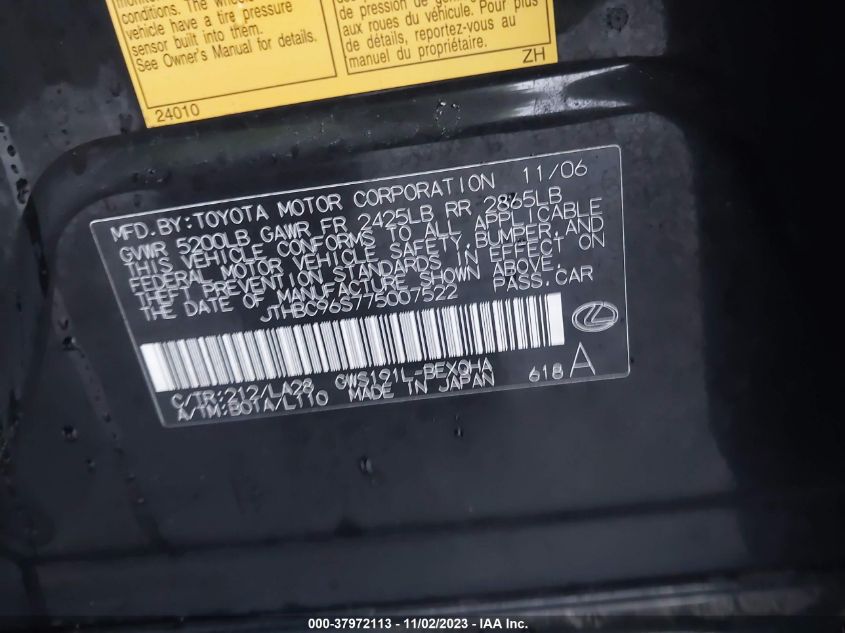 conditions. The
vehicle have a tire pressure
sensor built into them.
See Owner's Manual for details.
24010
de pression de
aux roues du véhicule. Pour plus
de détails, reportez-vous au
manuel du propriétaire.
ZH
MFD.BY:TOYOTA MOTOR CORPORATION 11/06
GVWR 5200LB GAWR FR 2425LB RR 2865LB
THIS VEHICLE CONFORMS TO ALL APPLICABLE
FEDERAL MOTOR VEHICLE SAFETY,BUMPER,AND
THEFT PREVENTION STANDARDS IN EFFECT ON
THE DATE OF MANUFACTURE SHOWN ABOVE.
JTHBC96S775007522 PASS.CAR
C/TR:212/LA28 GWS191L-BEXQHA
A/TM:B01A/L110 MADE IN JAPAN 618 A
000-37972113 - 11/02/2023 - IAA Inc.